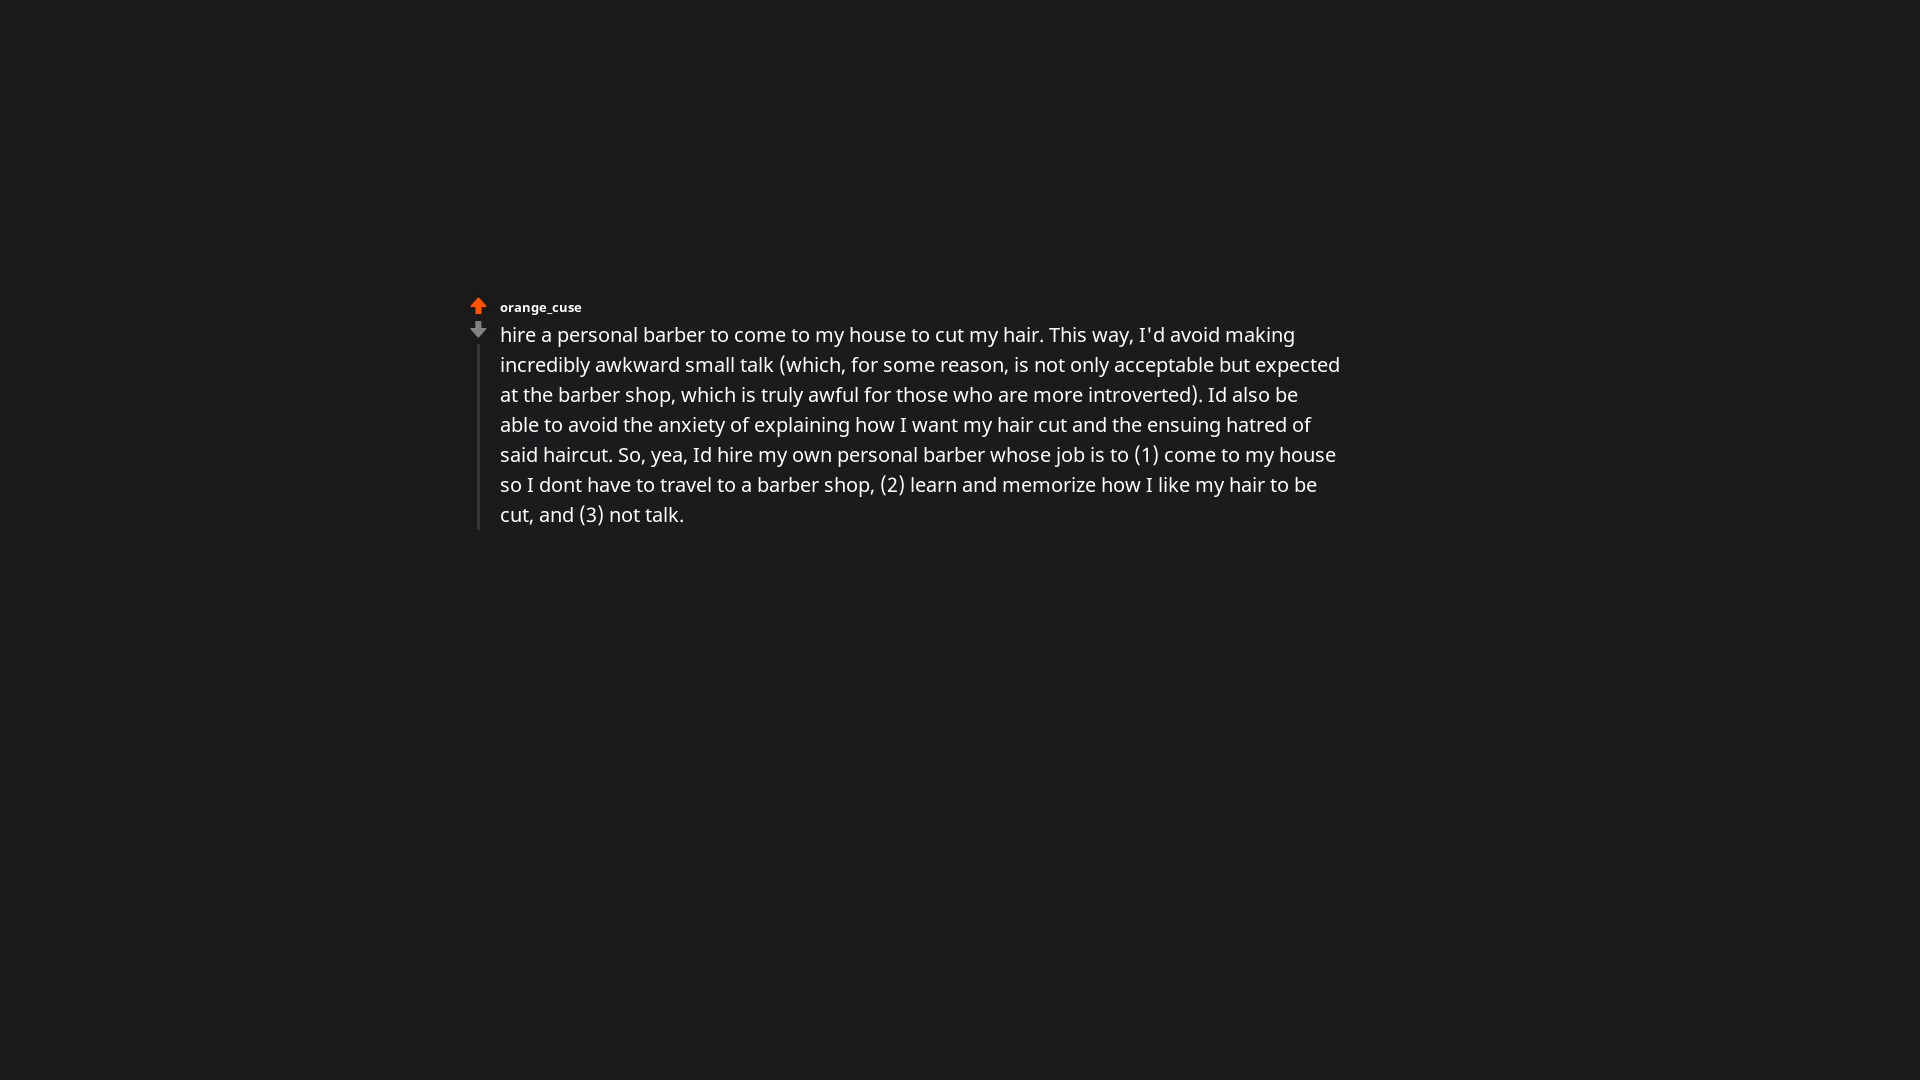 orange_cuse
hire a personal barber to come to my house to cut my hair. This way, I'd avoid making
incredibly awkward small talk (which, for some reason, is not only acceptable but expected
at the barber shop, which is truly awful for those who are more introverted). Id also be
able to avoid the anxiety of explaining how I want my hair cut and the ensuing hatred of
said haircut. So, yea, Id hire my own personal barber whose job is to (1) come to my house
so I dont have to travel to a barber shop, (2) learn and memorize how I like my hair to be
cut, and (3) not talk.